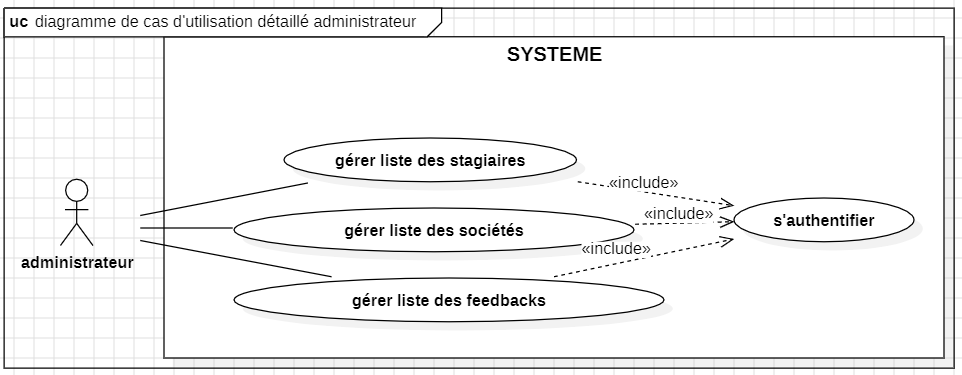 uc diagramme de cas d'utilisation détaillé administrateur
SYSTEME
gérer liste des stagiaires
«include»
«include»
gérer liste des sociétés
s'authentifier
«include»
administrateur
gérer liste des feedbacks